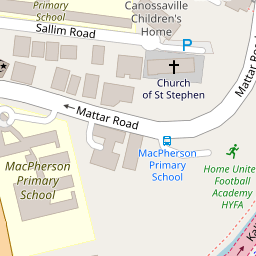 Primary
School
Canossaville
Children's
Home
Sallim Road
P
Church
of St Stephen
Mattar Road
Mattar Road
MacPherson
Primary
School
MacPherson
Primary
School
Home Unite
Football
Academy
HYFA